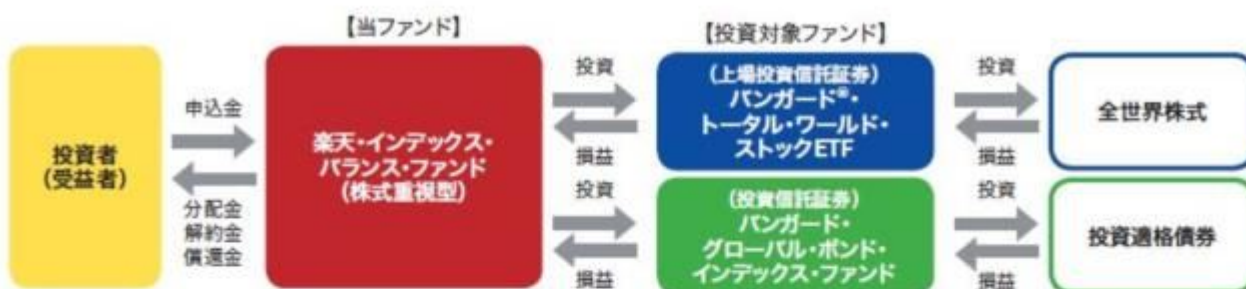 【当ファンド】
【投資対象ファンド】
投資者
(受益者)
申込金
分配金
解約金
償還金
楽天・インデックス・
バランス・ファンド
(株式重視型)
投資
損益
投資
損益
(上場投資信託証券)
バンガード®・
トータル・ワールド・
ストックETF
(投資信託証券)
バンガード・
グローバル・ボンド・
インデックス・ファンド
投資
損益
投資
損益
全世界株式
投資適格債券